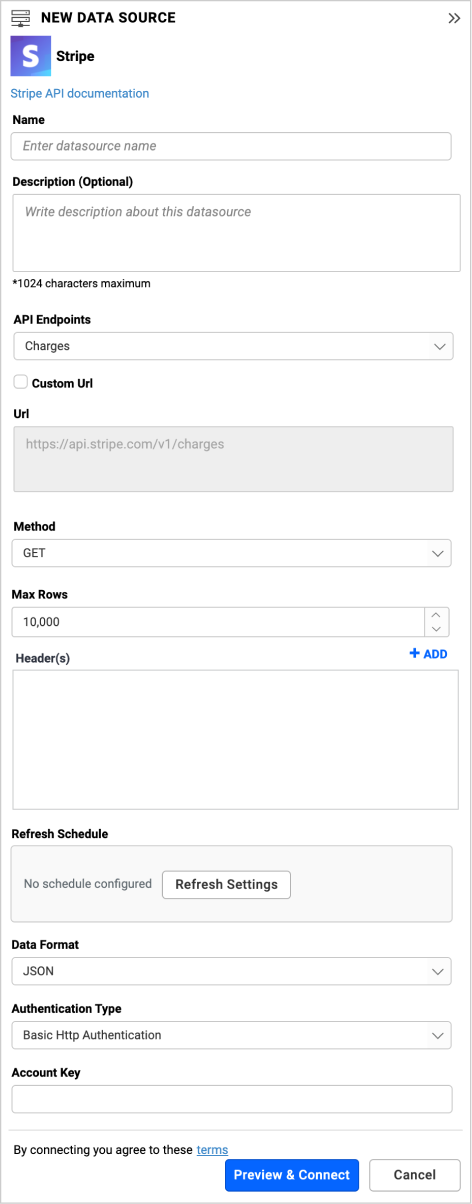 NEW DATA SOURCE
S Stripe
Stripe API documentation
Name
Enter datasource name
Description (Optional)
Write description about this datasource
*1024 characters maximum
API Endpoints
Charges
Custom Url
Url
https://api.stripe.com/v1/charges
Method
GET
Max Rows
10,000
Header(s) + ADD
Refresh Schedule
No schedule configured Refresh Settings
Data Format
JSON
Authentication Type
Basic Http Authentication
Account Key
By connecting you agree to these terms
Preview & Connect Cancel